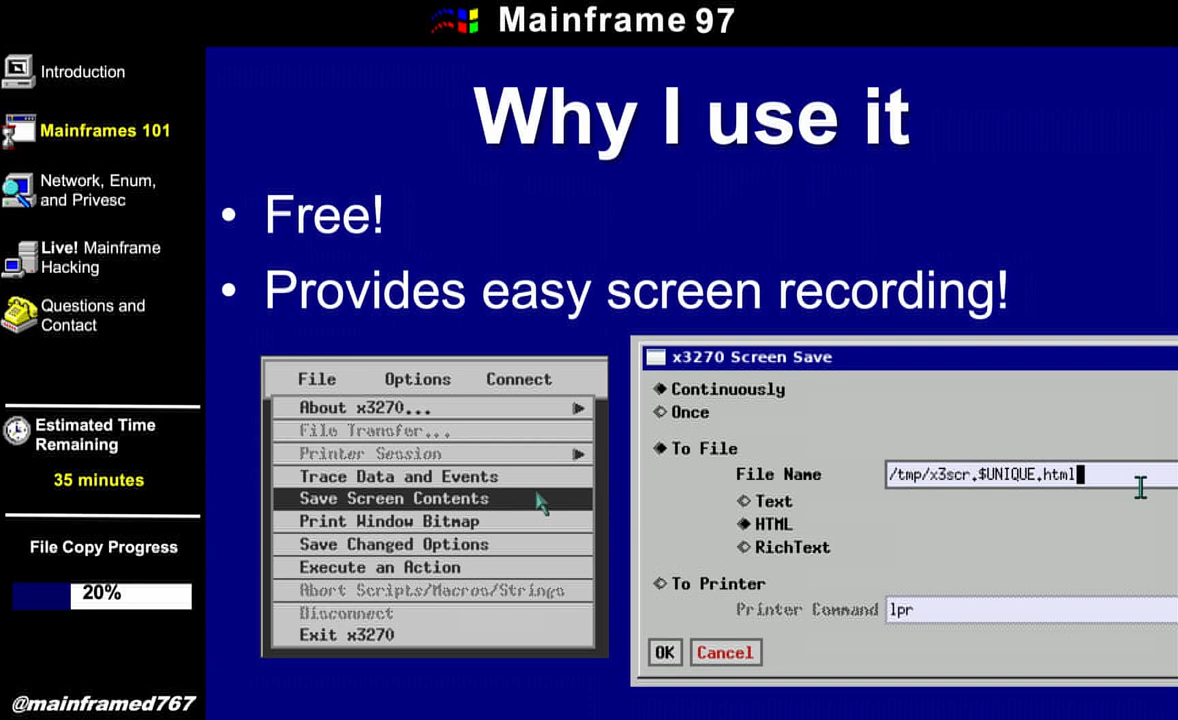 Mainframe 97
Introduction
Mainframes 101
Network, Enum,
and Privesc
Live! Mainframe
Hacking
Questions and
Contact
Estimated Time
Remaining
35 minutes
File Copy Progress
20%
@mainframed767
Why I use it
• Free!
• Provides easy screen recording!
File Options Connect
About x3270...
File Transfer...
Printer Session
Trace Data and Events
Save Screen Contents
Print Window Bitmap
Save Changed Options
Execute an Action
Abort Scripts/Macros/Strings
Disconnect
Exit x3270
x3270 Screen Save
Continuously
Once
To File
File Name /tmp/x3scr.$UNIQUE.html
Text
HTML
RichText
To Printer
Printer Command lpr
OK Cancel